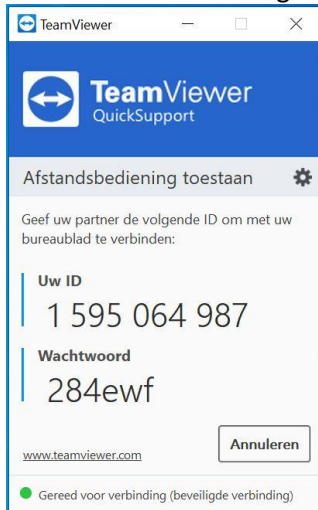 TeamViewer
TeamViewer
QuickSupport
Afstandsbediening toestaan
Geef uw partner de volgende ID om met uw
bureaublad te verbinden:
Uw ID
1 595 064 987
Wachtwoord
284ewf
www.teamviewer.com
Annuleren
Gereed voor verbinding (beveiligde verbinding)